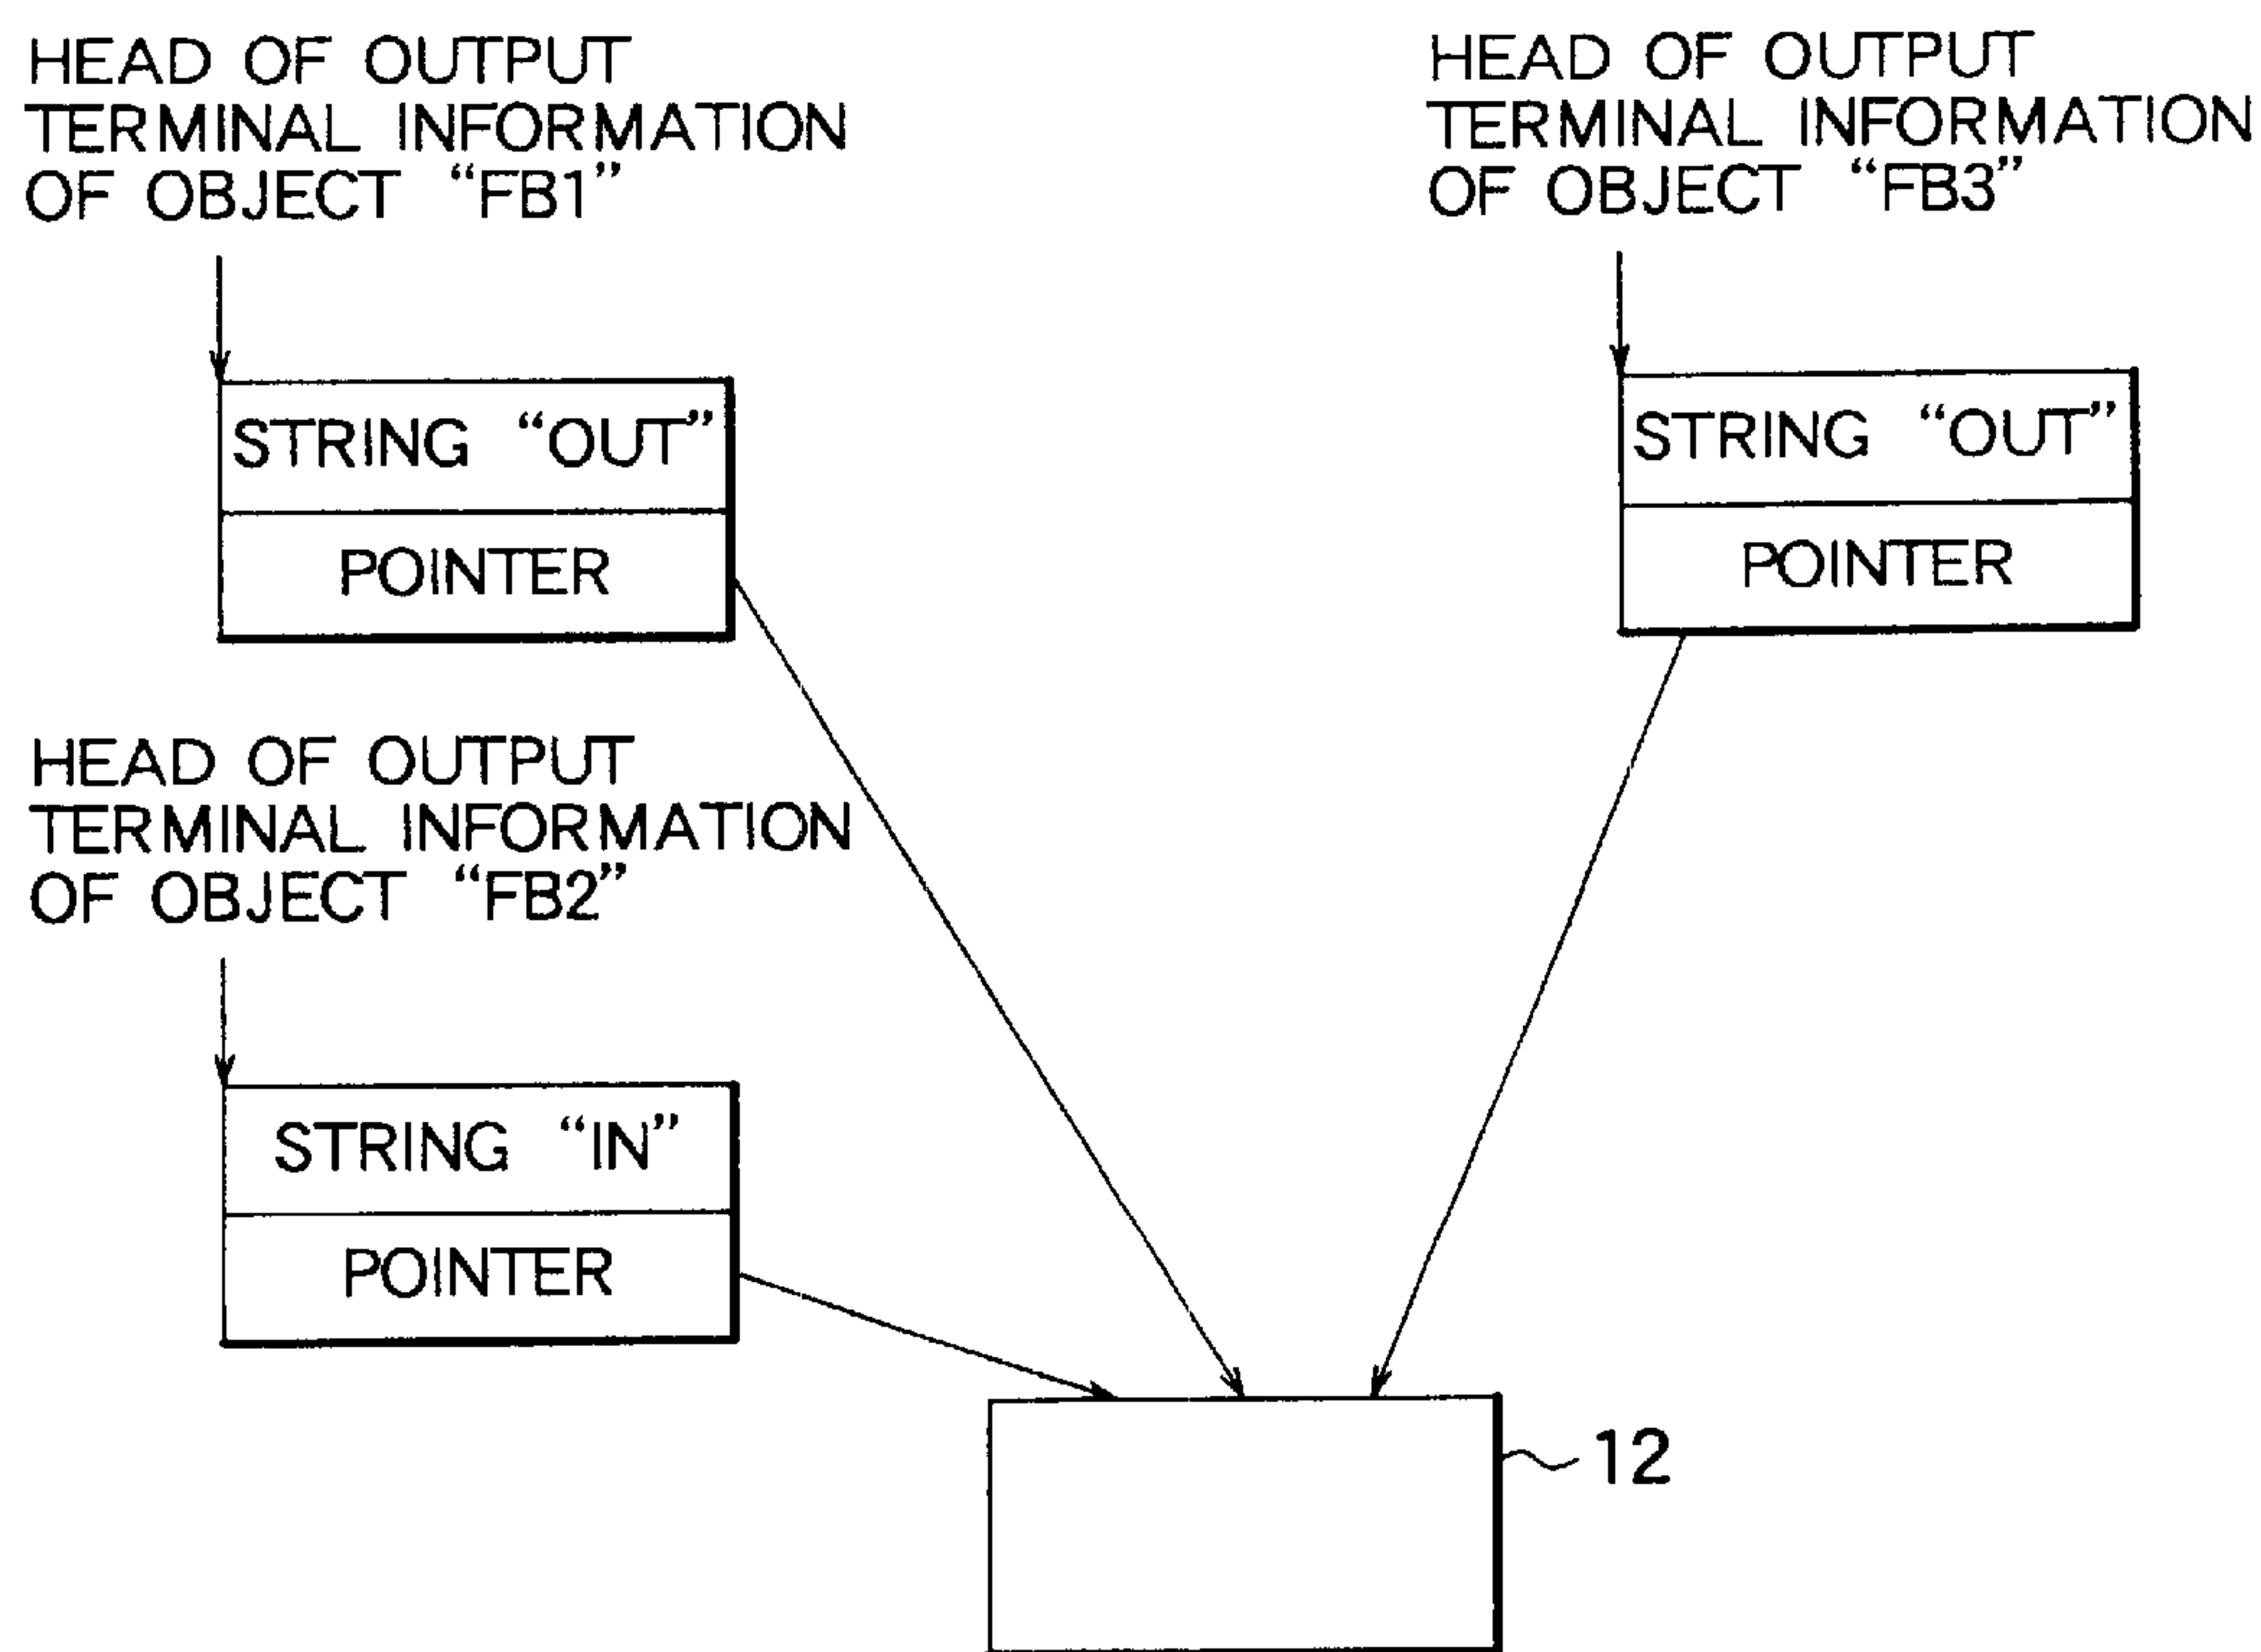 HEAD OF OUTPUT
TERMINAL INFORMATION
OF OBJECT “FB1”
STRING “OUT”
POINTER
HEAD OF OUTPUT
TERMINAL INFORMATION
OF OBJECT “FB3”
STRING “OUT”
POINTER
HEAD OF OUTPUT
TERMINAL INFORMATION
OF OBJECT “FB2”
STRING “IN”
POINTER
12